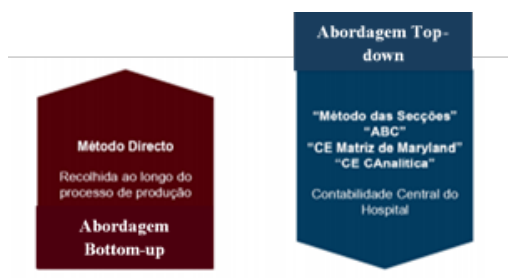 Método Directo
Recolhida ao longo do
processo de produção
Abordagem
Bottom-up
Abordagem Top-
down
“Método das Secções”
“ABC”
“CE Matriz de Maryland”
“CE CAnalítica”
Contabilidade Central do
Hospital